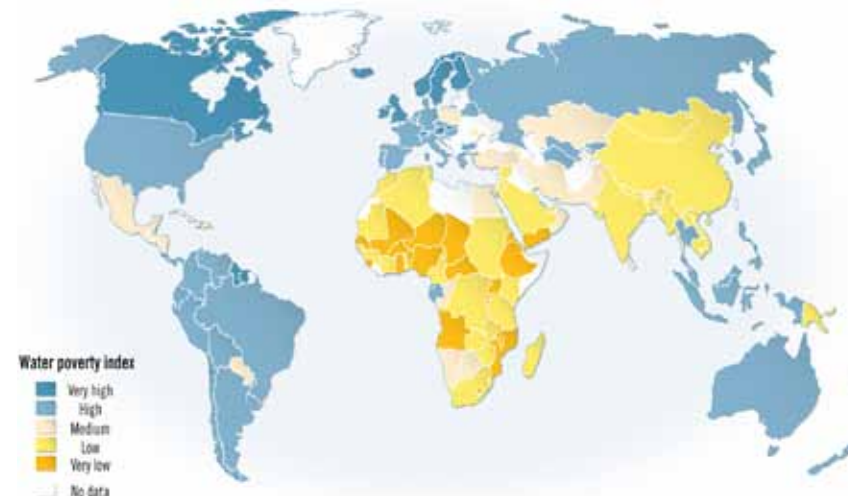 Water poverty index
Very high
High
Medium
Low
Very low
No data